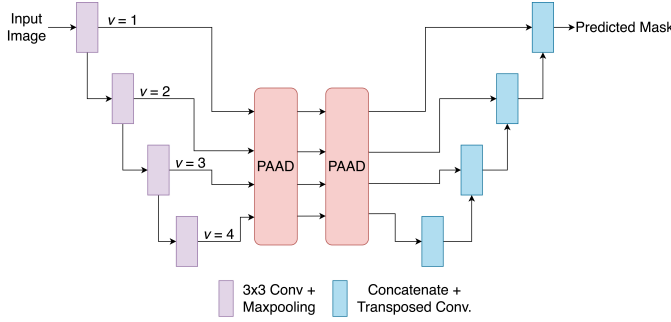 Input
Image
v = 1
Predicted Mask
v = 2
v = 3
PAAD
PAAD
v = 4
3x3 Conv +
Maxpooling
Concatenate +
Transposed Conv.